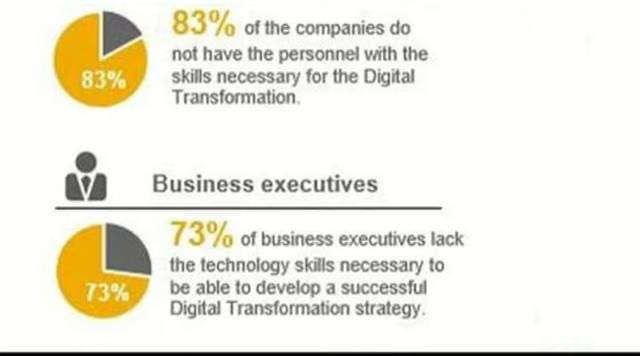 83% of the companies do
not have the personnel with the
skills necessary for the Digital
Transformation.
83%
Business executives
73% of business executives lack
the technology skills necessary to
be able to develop a successful
Digital Transformation strategy.
73%